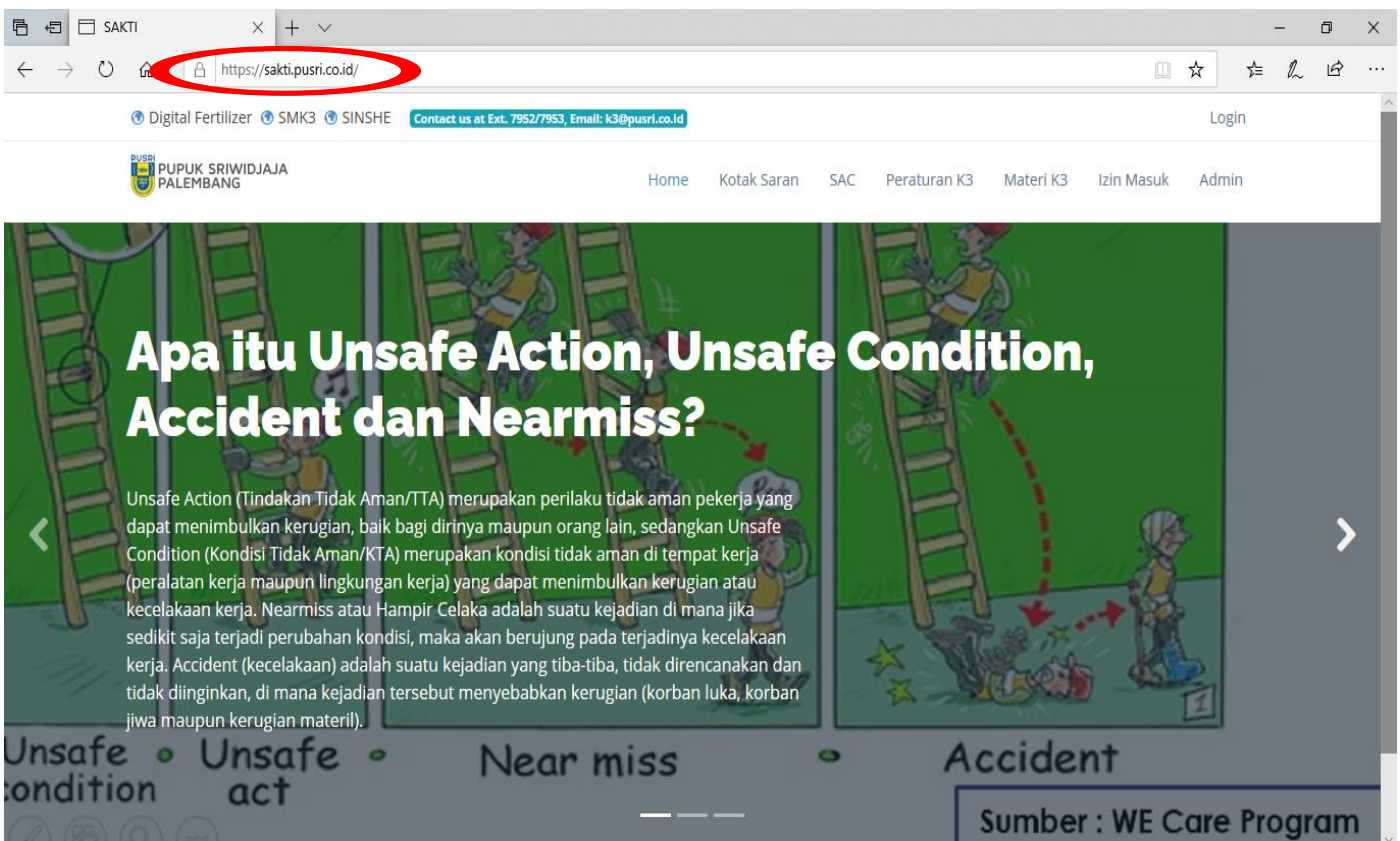 SAKTI
https://sakti.pusri.co.id/
Digital Fertilizer SMK3 SINSHE Contact us at Ext. 7952/7953, Email: k3@pusri.co.id Login
PUSRI
PUPUK SRIWIDJAJA
PALEMBANG
Home Kotak Saran SAC Peraturan K3 Materi K3 Izin Masuk Admin
Apa itu Unsafe Action, Unsafe Condition,
Accident dan Nearmiss?
Unsafe Action (Tindakan Tidak Aman/TTA) merupakan perilaku tidak aman pekerja yang
dapat menimbulkan kerugian, baik bagi dirinya maupun orang lain, sedangkan Unsafe
Condition (Kondisi Tidak Aman/KTA) merupakan kondisi tidak aman di tempat kerja
(peralatan kerja maupun lingkungan kerja) yang dapat menimbulkan kerugian atau
kecelakaan kerja. Nearmiss atau Hampir Celaka adalah suatu kejadian di mana jika
sedikit saja terjadi perubahan kondisi, maka akan berujung pada terjadinya kecelakaan
kerja. Accident (kecelakaan) adalah suatu kejadian yang tiba-tiba, tidak direncanakan dan
tidak diinginkan, di mana kejadian tersebut menyebabkan kerugian (korban luka, korban
jiwa maupun kerugian materil).
1
Unsafe Unsafe Near miss Accident
condition act
Sumber : WE Care Program